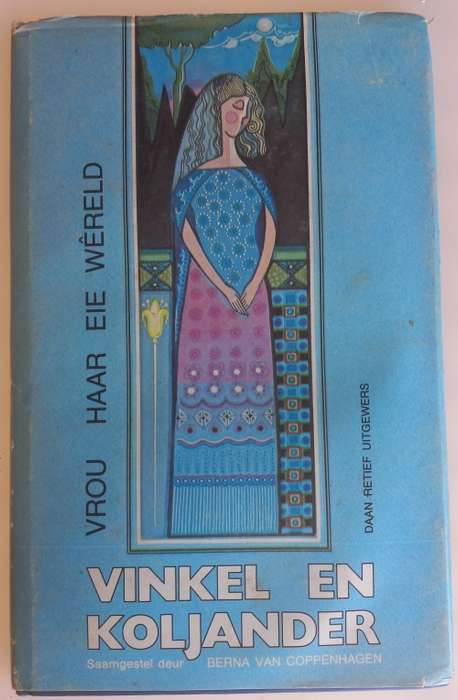 VROU HAAR EIE WÊRELD
DAAN RETIEF UITGEWERS
VINKEL EN
KOLJANDER
Saamgestel deur BERNA VAN COPPENHAGEN